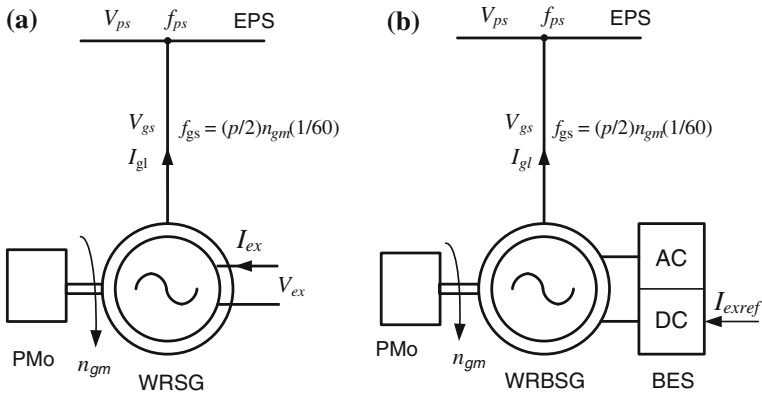 (a)
V_ps f_ps EPS
V_gs f_gs = (p/2)n_gm(1/60)
I_gl
I_ex
V_ex
PMo
n_gm
WRSG
(b)
V_ps f_ps EPS
V_gs f_gs = (p/2)n_gm(1/60)
I_gl
AC
DC
I_exref
PMo
n_gm
WRBSG
BES